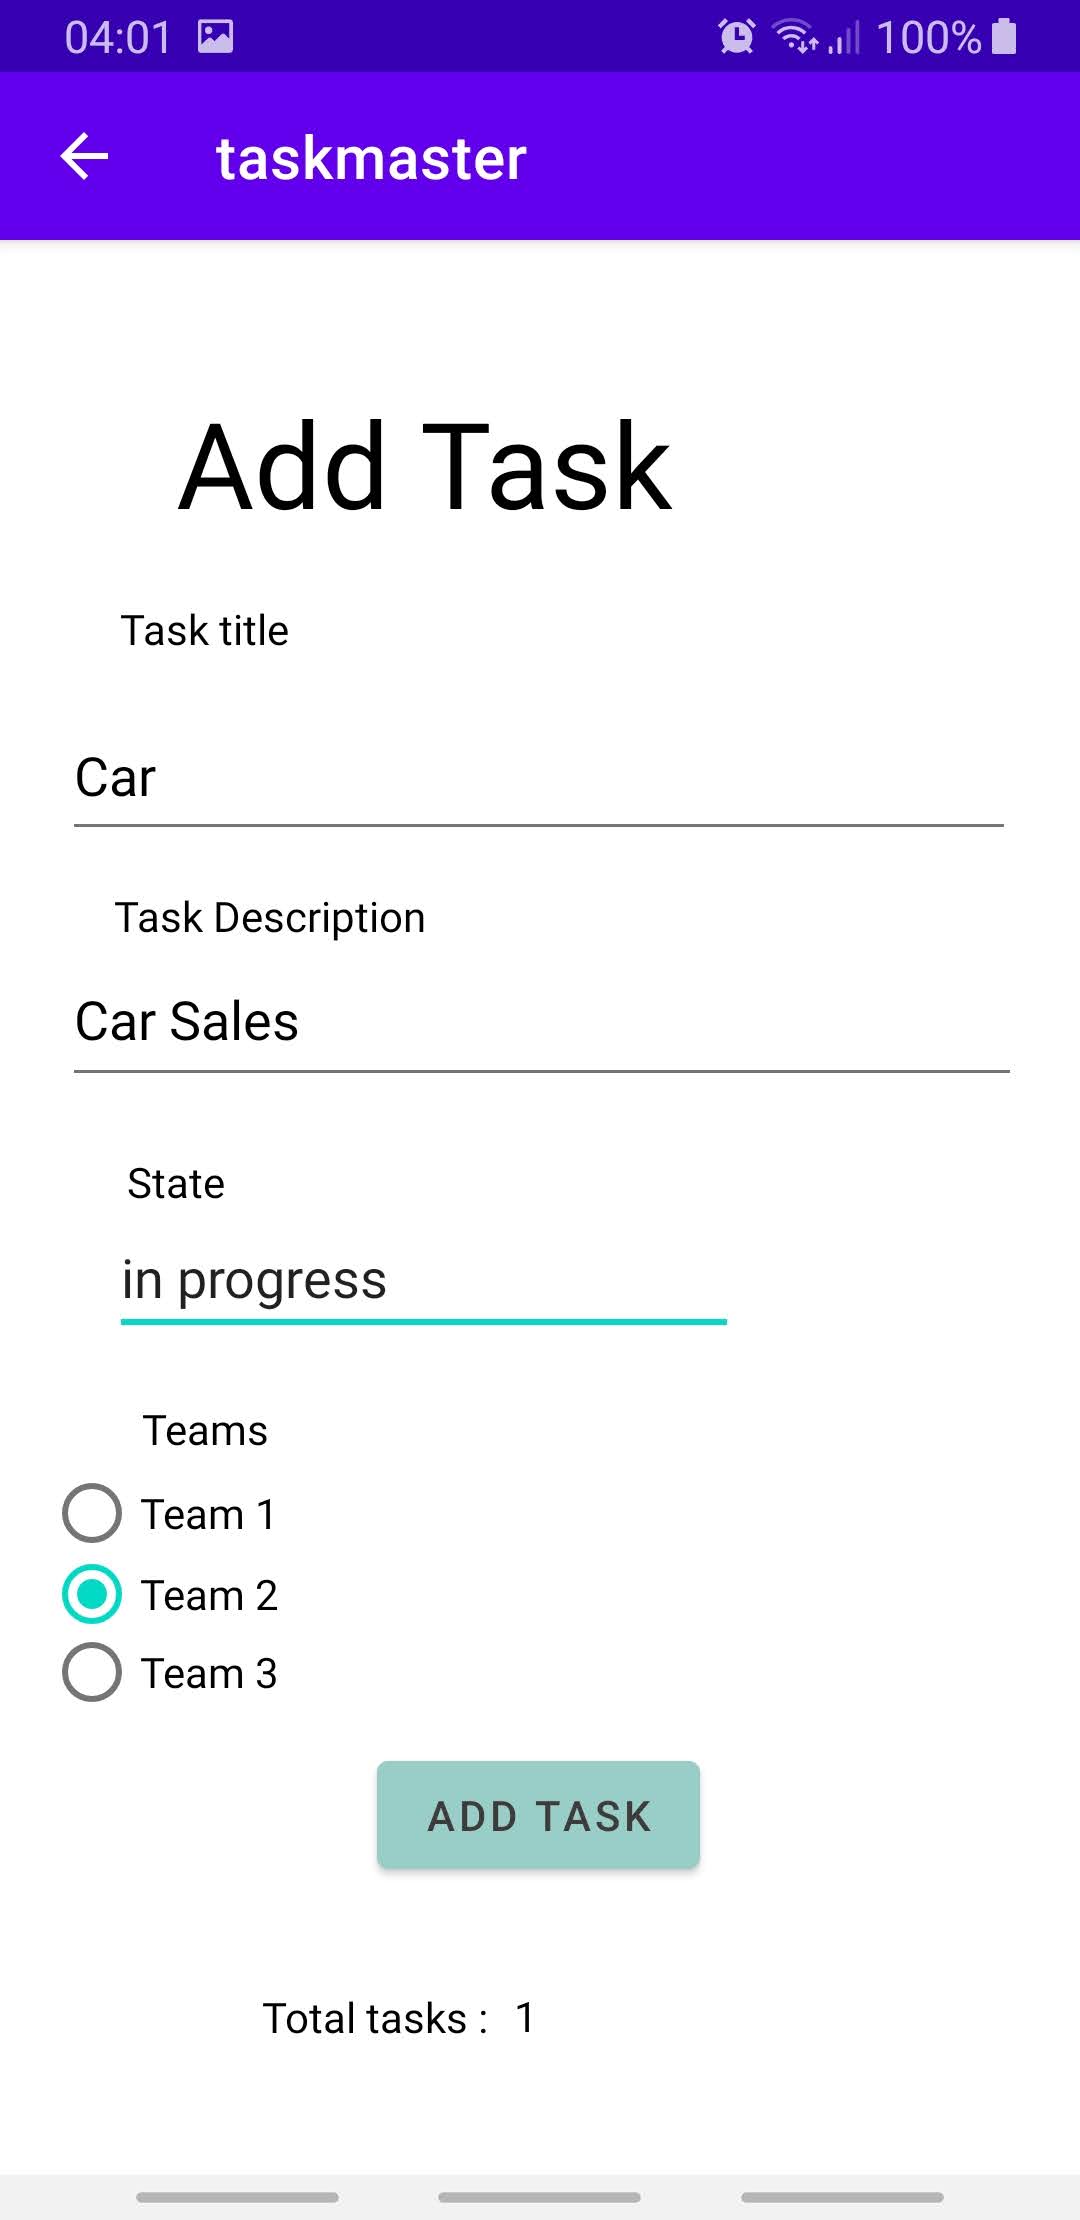 04:01 100%
taskmaster
Add Task
Task title
Car
Task Description
Car Sales
State
in progress
Teams
Team 1
Team 2
Team 3
ADD TASK
Total tasks : 1